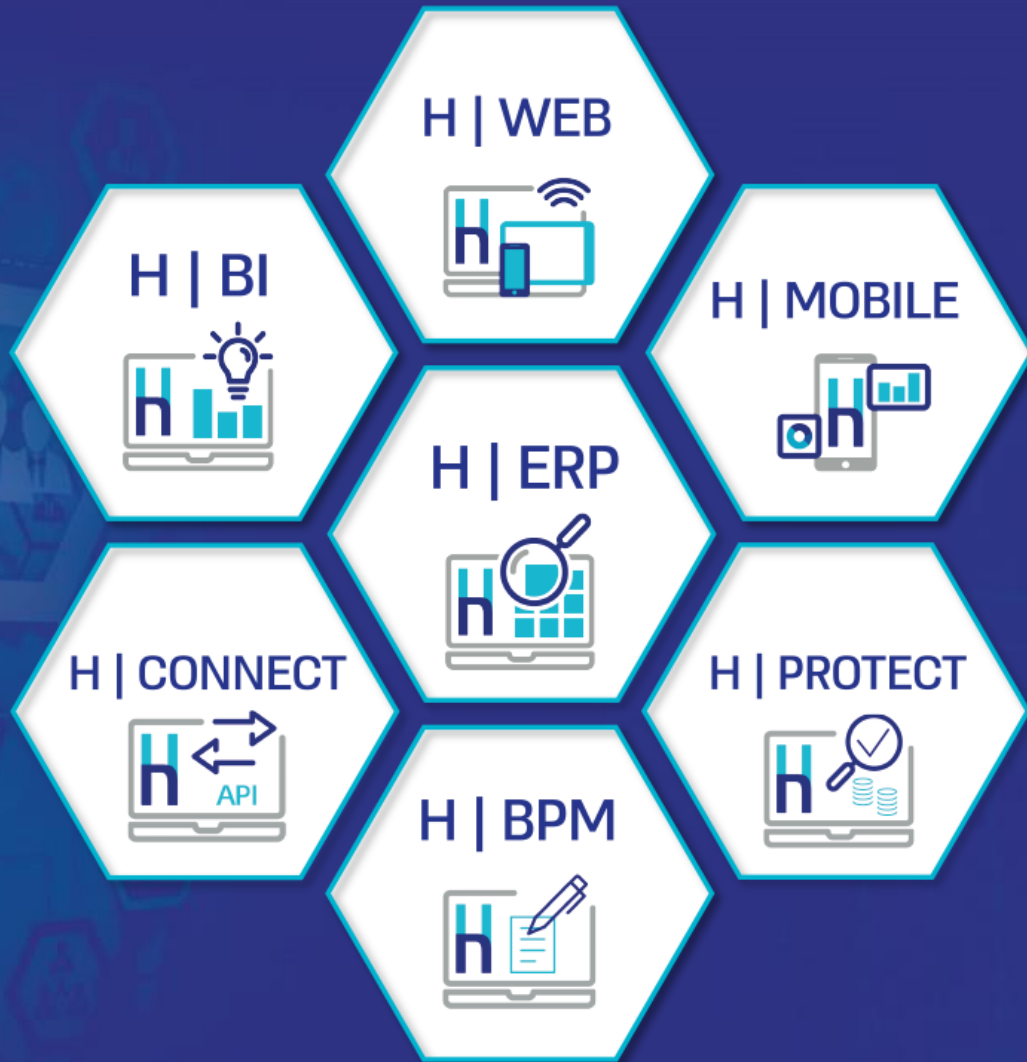 H | WEB
H | BI
H | MOBILE
H | ERP
H | CONNECT
API
H | PROTECT
H | BPM